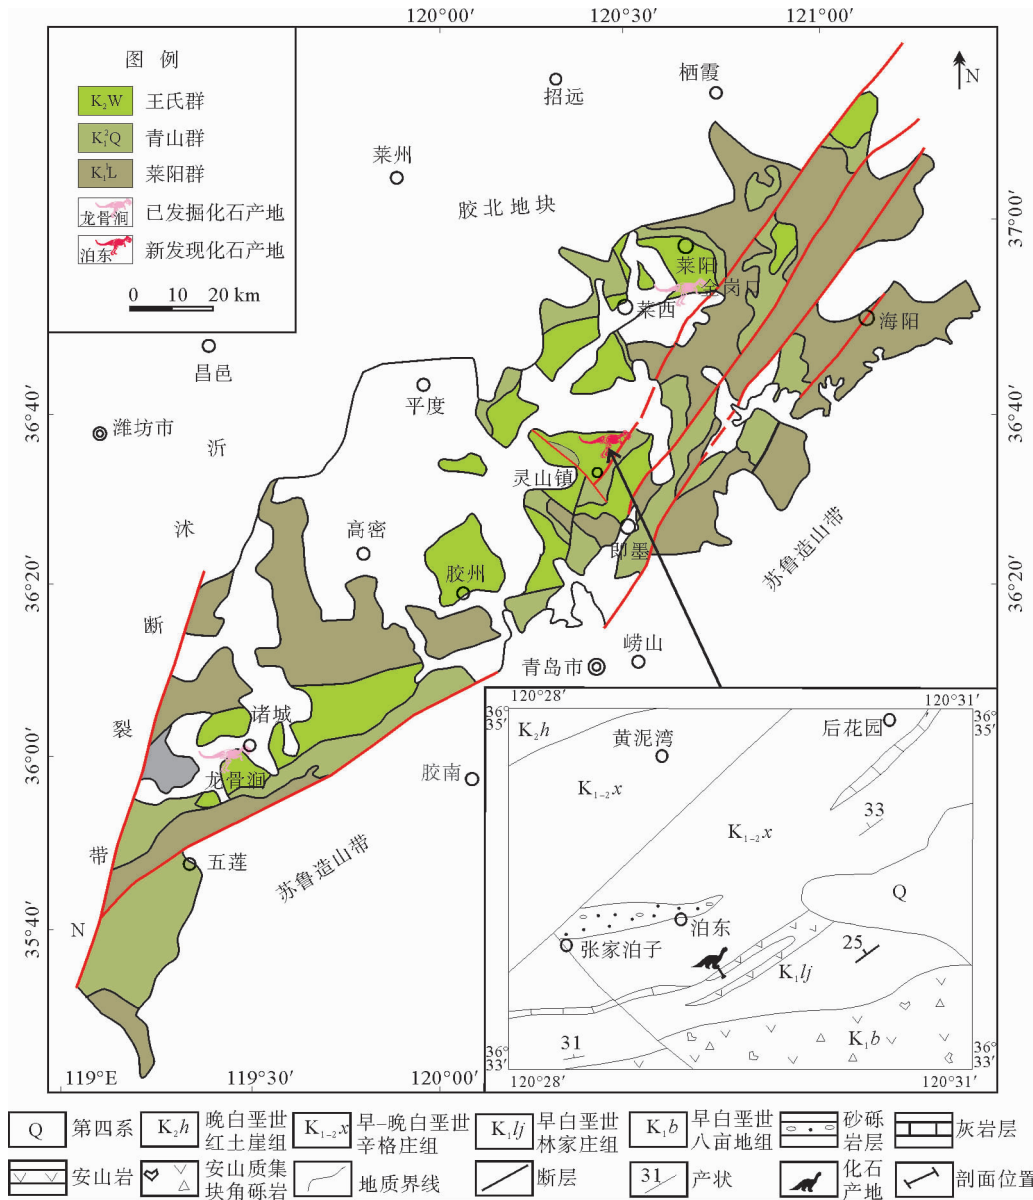 120°00′ 120°30′ 121°00′
图 例
K₂W 王氏群
K₁²Q 青山群
K₁¹L 莱阳群
龙骨涧 已发掘化石产地
泊东 新发现化石产地
0 10 20 km
N
招远
栖霞
莱州
胶北地块
37°00′
莱阳
金岗口
莱西
海阳
昌邑
平度
36°40′
36°40′
潍坊市
沂
沭
断
裂
带
灵山镇
高密
即墨
苏鲁造山带
胶州
36°20′
36°20′
崂山
青岛市
诸城
龙骨涧
36°00′
胶南
五莲
苏鲁造山带
N
35°40′
119°E 119°30′ 120°00′
120°28′ 120°31′
36°35′
36°35′
K₂h
黄泥湾
后花园
K₁₋₂x
K₁₋₂x
33
Q
泊东
张家泊子
25
K₁lj
K₁b
31
36°33′
36°33′
120°28′ 120°31′
Q 第四系
K₂h 晚白垩世
红土崖组
K₁₋₂x 早–晚白垩世
辛格庄组
K₁lj 早白垩世
林家庄组
K₁b 早白垩世
八亩地组
砂砾
岩层
灰岩层
安山岩
安山质集
块角砾岩
地质界线
断层
31 产状
化石
产地
剖面位置